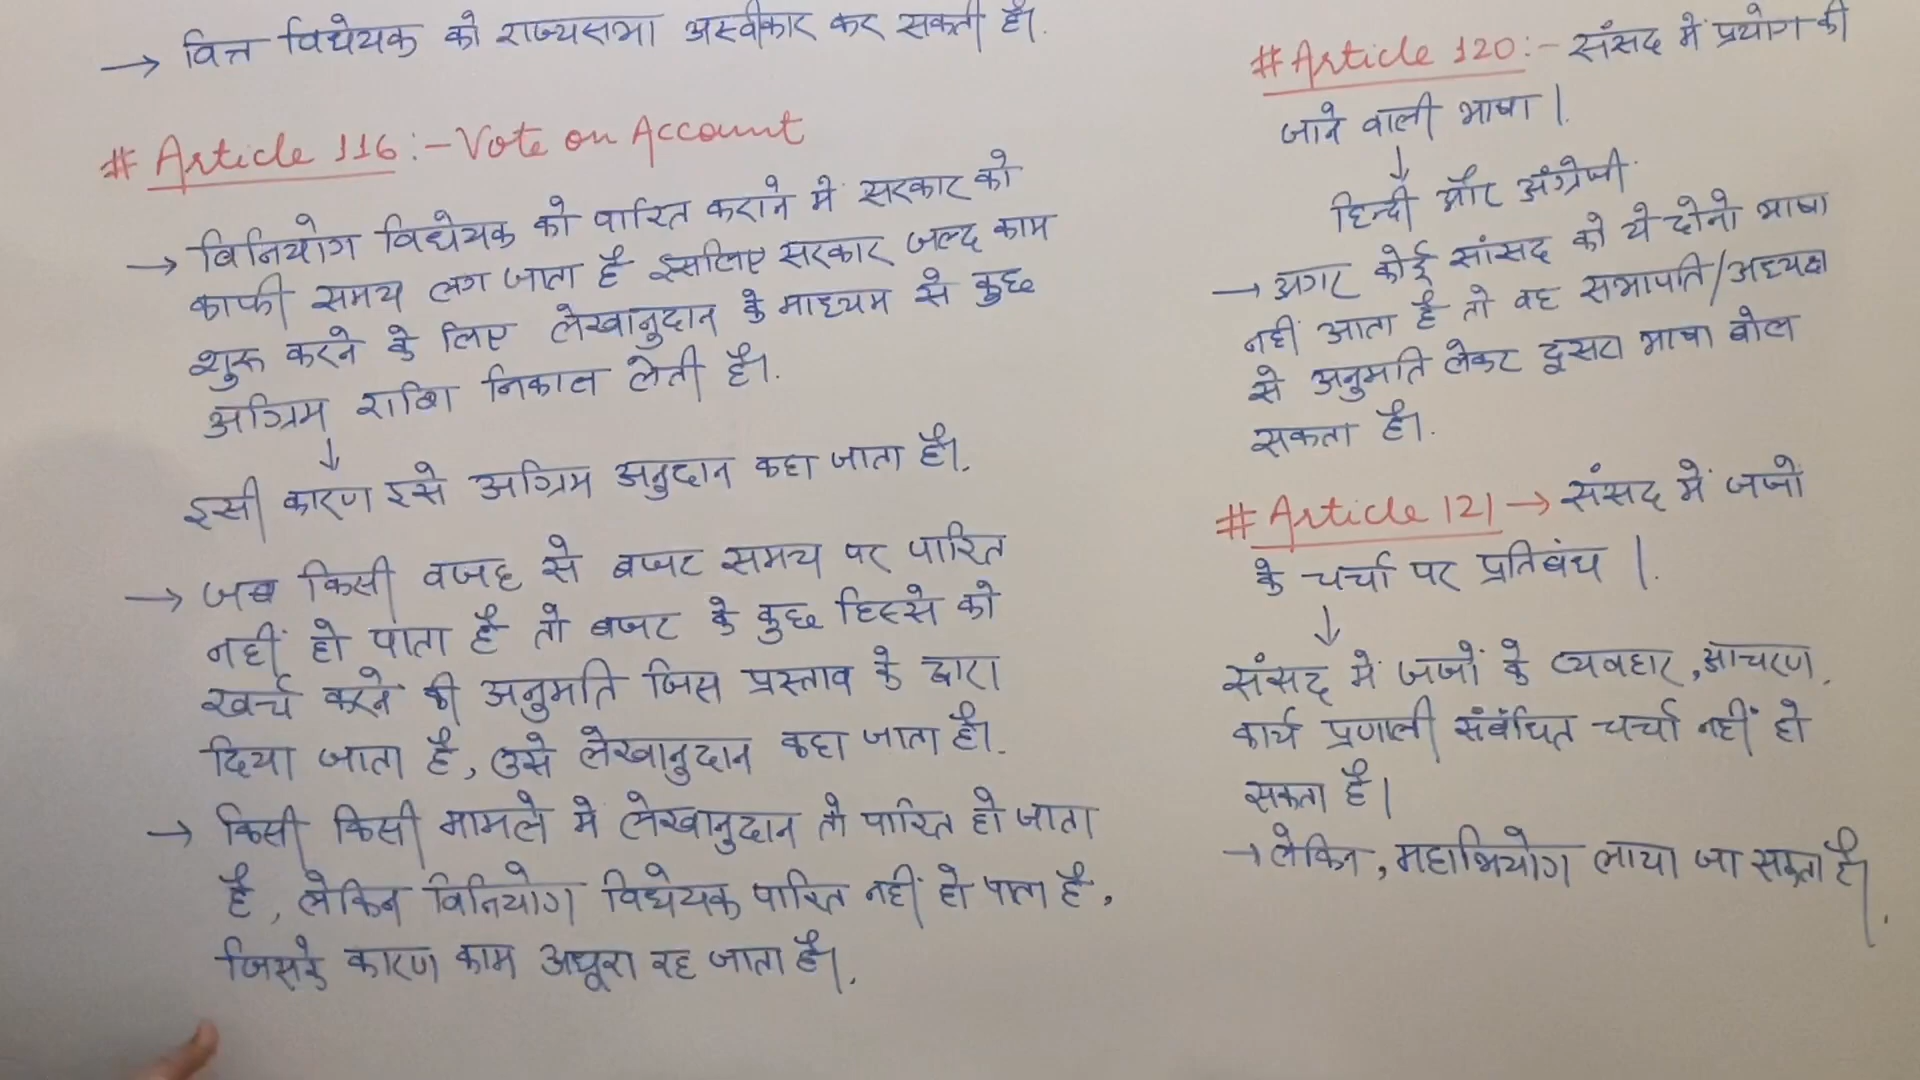 → वित्त विधेयक को राज्यसभा अस्वीकार कर सकती है।
# Article 116:- Vote on Account
→ विनियोग विधेयक को पारित कराने में सरकार को
काफी समय लग जाता है इसलिए सरकार जल्द काम
शुरू करने के लिए लेखानुदान के माध्यम से कुछ
अग्रिम राशि निकाल लेती है।
↓
इसी कारण इसे अग्रिम अनुदान कहा जाता है।
→ जब किसी वजह से बजट समय पर पारित
नहीं हो पाता है तो बजट के कुछ हिस्से को
खर्च करने की अनुमति जिस प्रस्ताव के द्वारा
दिया जाता है, उसे लेखानुदान कहा जाता है।
→ किसी किसी मामले में लेखानुदान तो पारित हो जाता
है, लेकिन विनियोग विधेयक पारित नहीं हो पाता है,
जिसके कारण काम अधूरा रह जाता है।
# Article 120:- संसद में प्रयोग की
जाने वाली भाषा।
↓
हिन्दी और अंग्रेजी
→ अगर कोई सांसद को ये दोनो भाषा
नहीं आता है तो वह सभापति/अध्यक्ष
से अनुमति लेकर दूसरा भाषा बोल
सकता है।
# Article 121 → संसद में जजो
के चर्चा पर प्रतिबंध।
↓
संसद में जजों के व्यवहार, आचरण,
कार्य प्रणाली संबंधित चर्चा नहीं हो
सकता है।
→ लेकिन, महाभियोग लाया जा सकता है।